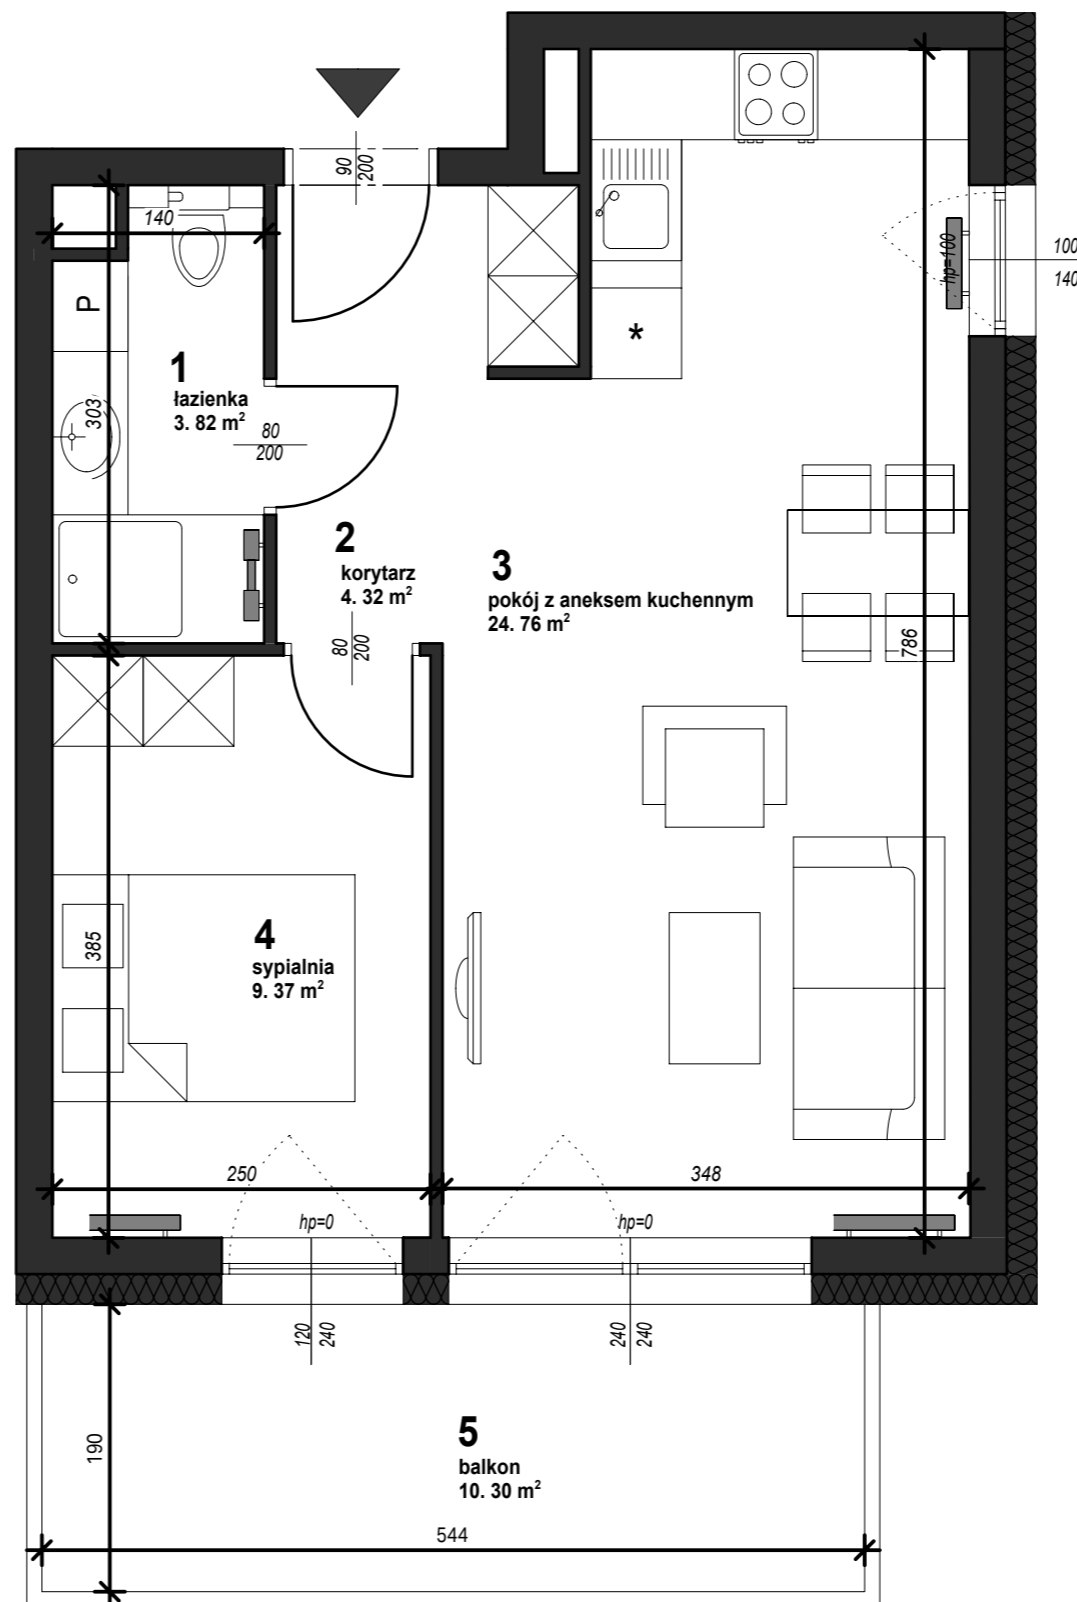 90
200
140
P
hp=100
100
140
*
1
łazienka
3. 82 m²
303
80
200
2
korytarz
4. 32 m²
3
pokój z aneksem kuchennym
24. 76 m²
80
200
786
4
sypialnia
9. 37 m²
385
250
348
hp=0
hp=0
120
240
240
240
5
balkon
10. 30 m²
190
544